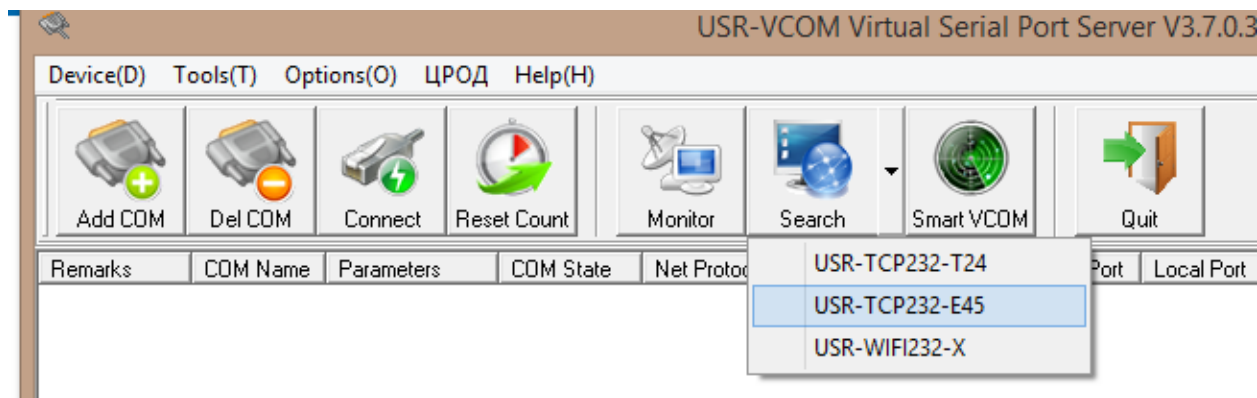 USR-VCOM Virtual Serial Port Server V3.7.0.3
Device(D) Tools(T) Options(O) ЦРОД Help(H)
Add COM Del COM Connect Reset Count Monitor Search Smart VCOM Quit
Remarks COM Name Parameters COM State Net Protoc Port Local Port
USR-TCP232-T24
USR-TCP232-E45
USR-WIFI232-X